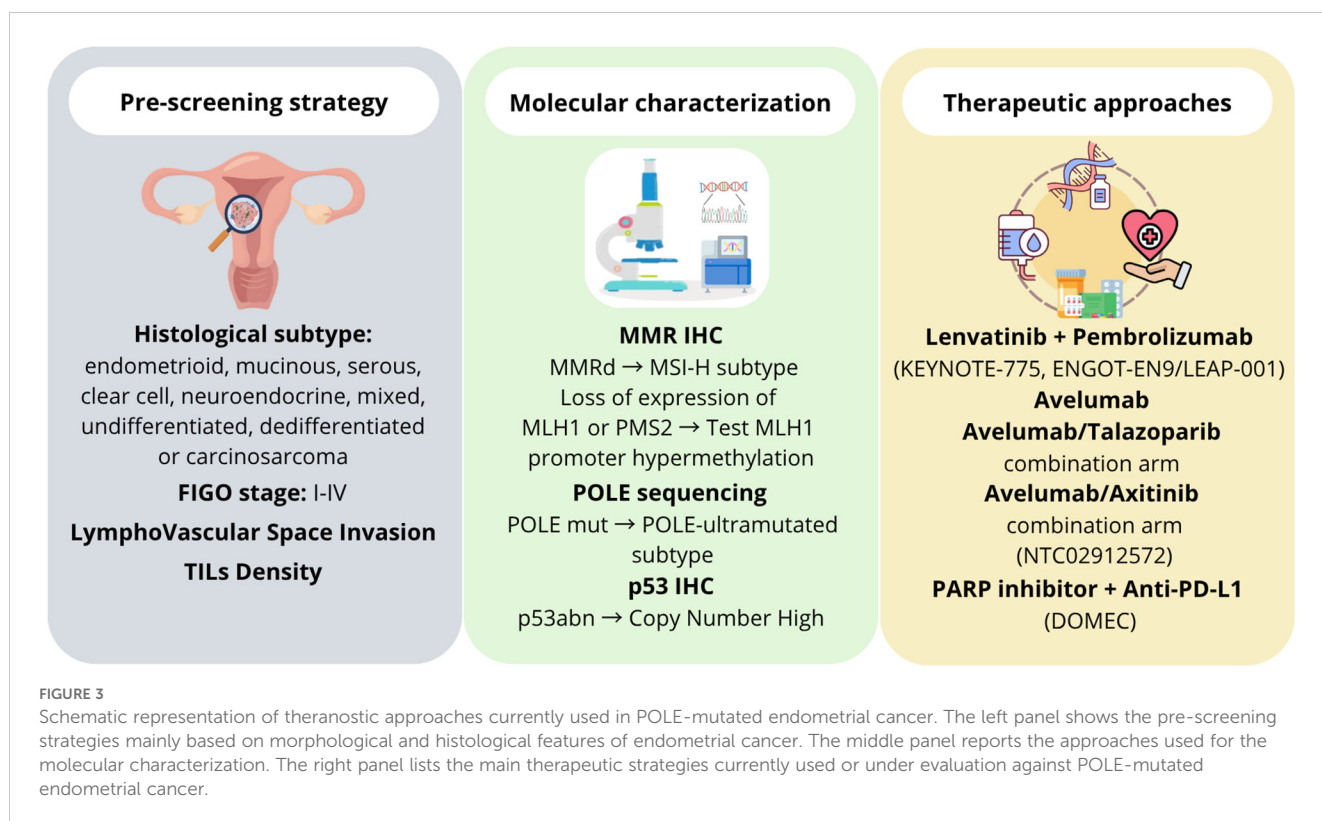 Pre-screening strategy
Histological subtype:
endometrioid, mucinous, serous,
clear cell, neuroendocrine, mixed,
undifferentiated, dedifferentiated
or carcinosarcoma
FIGO stage: I-IV
LymphoVascular Space Invasion
TILs Density
Molecular characterization
MMR IHC
MMRd → MSI-H subtype
Loss of expression of
MLH1 or PMS2 → Test MLH1
promoter hypermethylation
POLE sequencing
POLE mut → POLE-ultramutated
subtype
p53 IHC
p53abn → Copy Number High
Therapeutic approaches
Lenvatinib + Pembrolizumab
(KEYNOTE-775, ENGOT-EN9/LEAP-001)
Avelumab
Avelumab/Talazoparib
combination arm
Avelumab/Axitinib
combination arm
(NTC02912572)
PARP inhibitor + Anti-PD-L1
(DOMEC)
FIGURE 3
Schematic representation of theranostic approaches currently used in POLE-mutated endometrial cancer. The left panel shows the pre-screening
strategies mainly based on morphological and histological features of endometrial cancer. The middle panel reports the approaches used for the
molecular characterization. The right panel lists the main therapeutic strategies currently used or under evaluation against POLE-mutated
endometrial cancer.